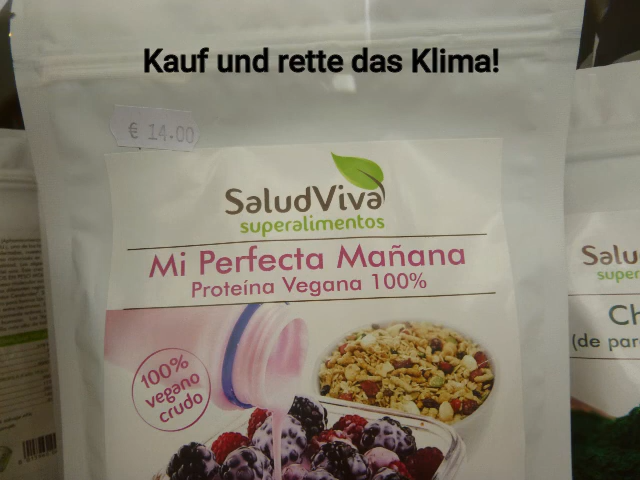 Kauf und rette das Klima!
€ 14.00
SaludViva
superalimentos
Mi Perfecta Mañana
Proteína Vegana 100%
100%
vegano
crudo
Salu
super
Ch
(de par